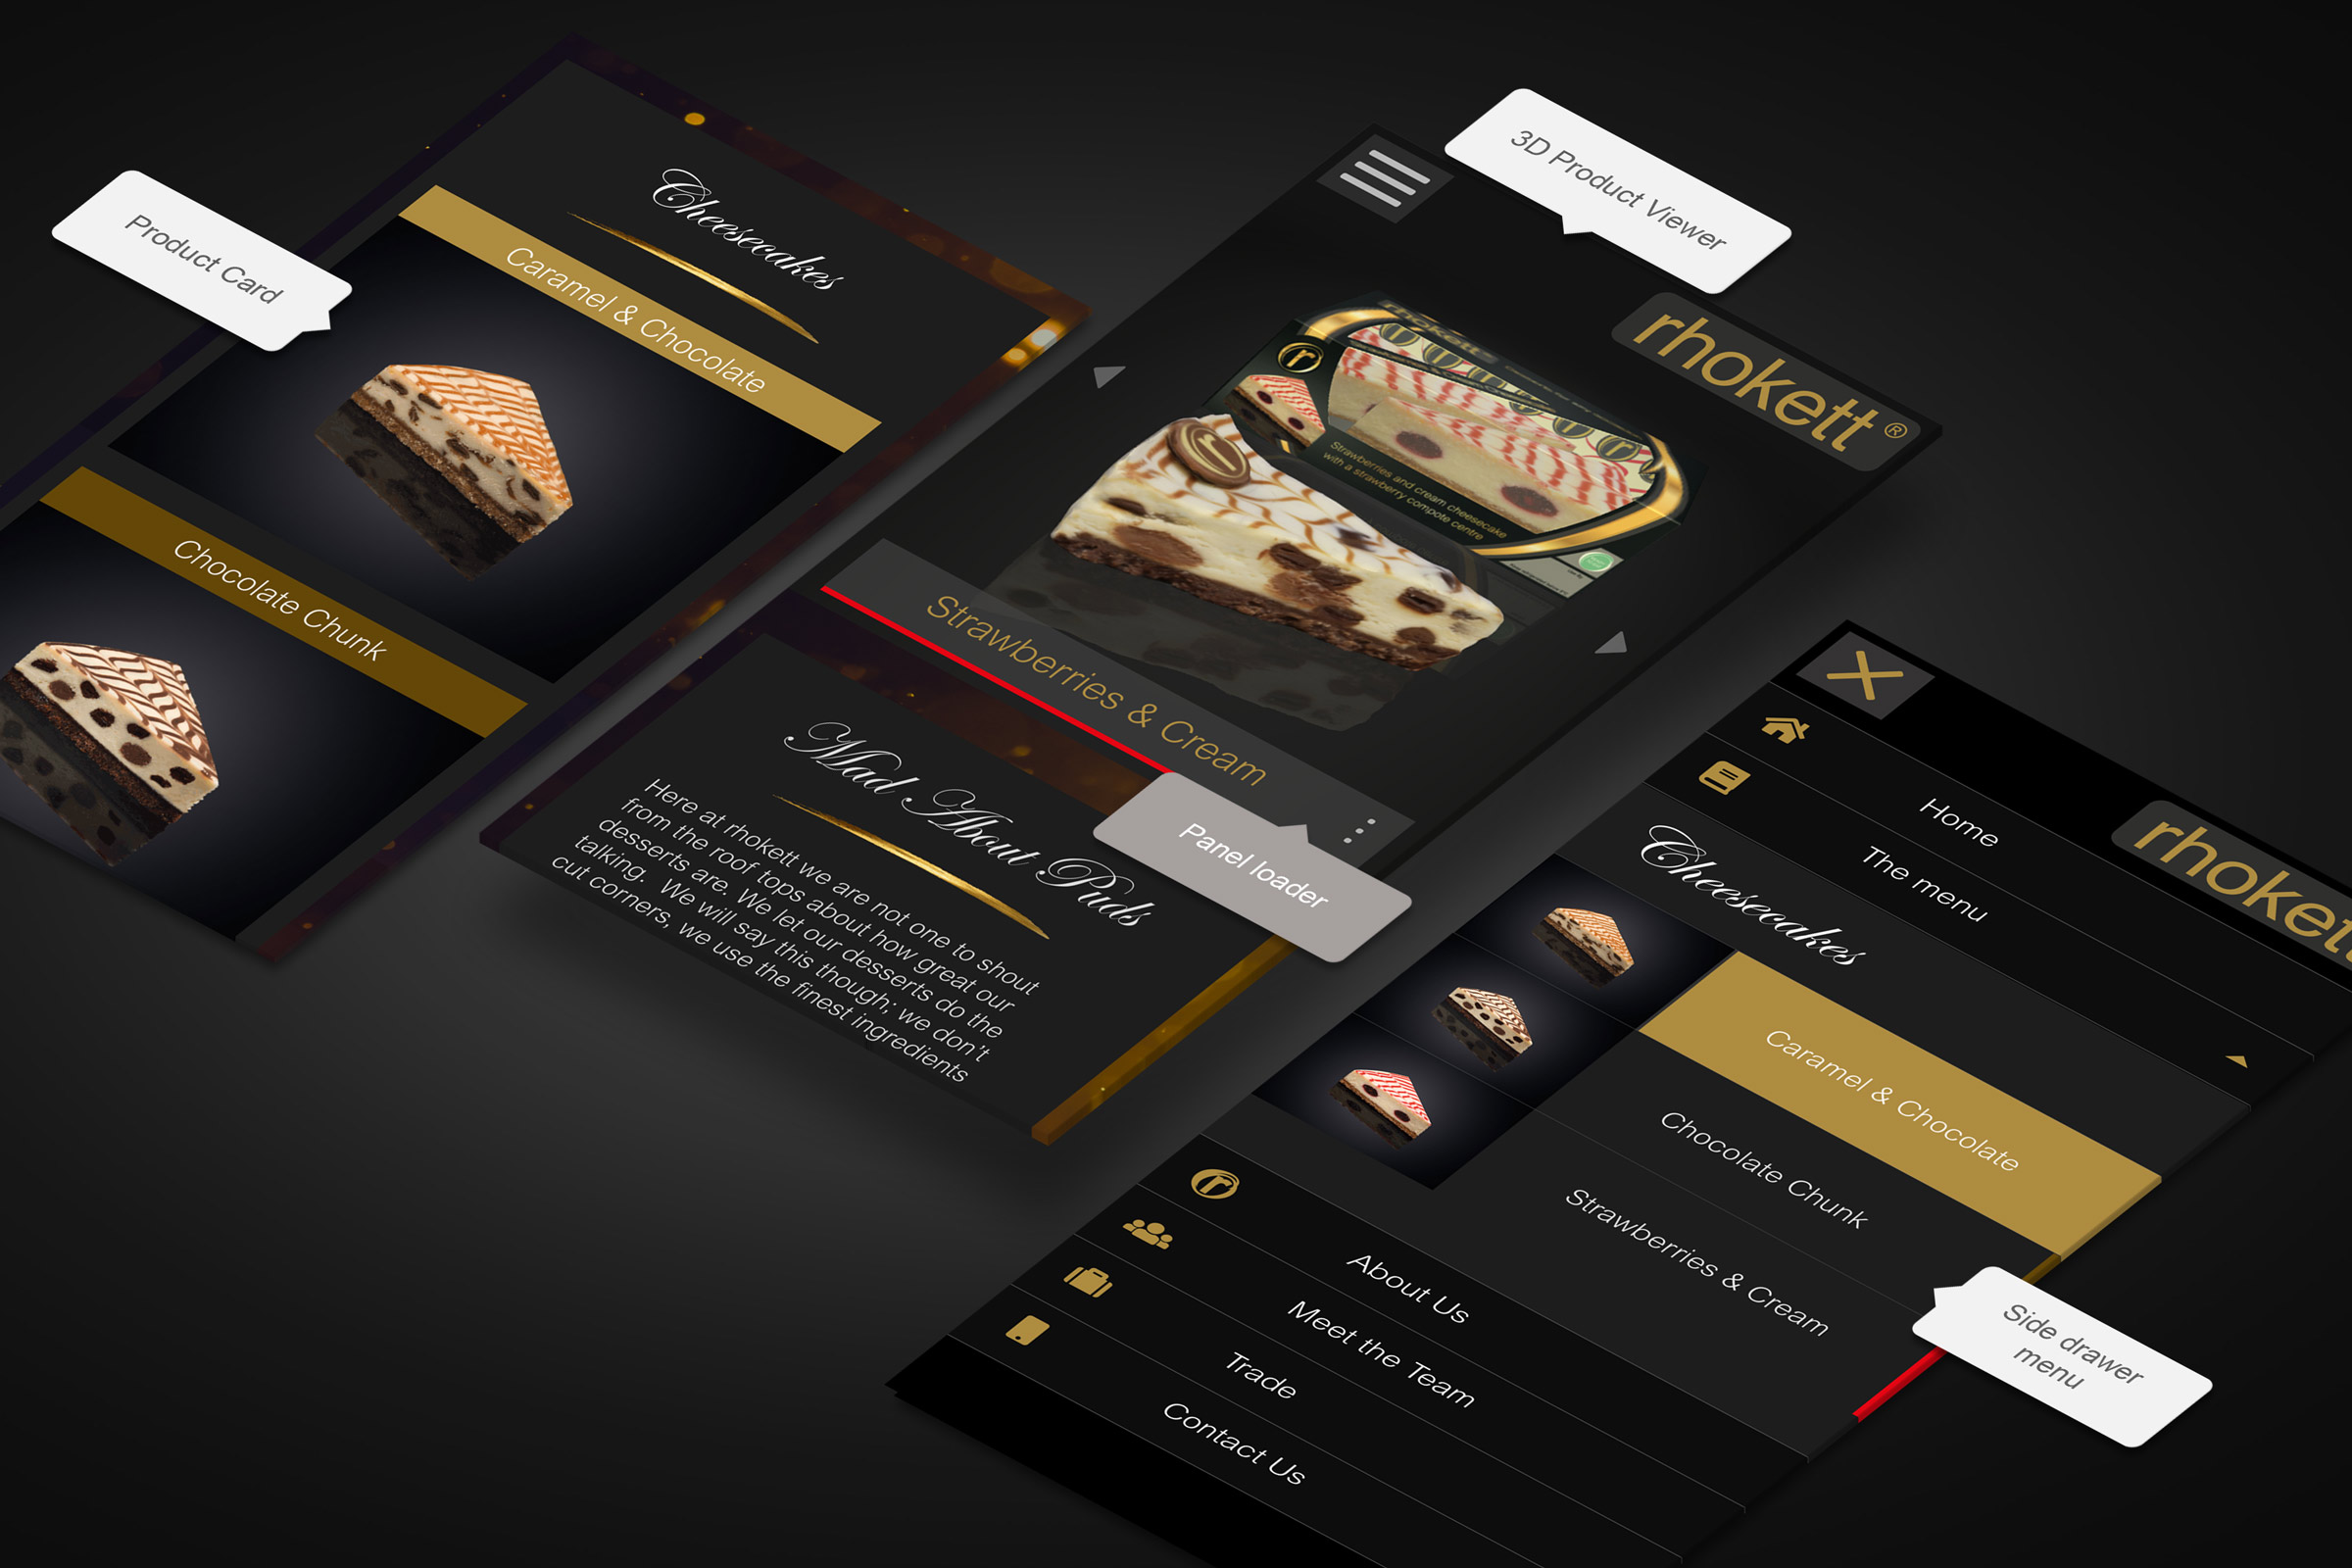 Product Card
Cheesecakes
Caramel & Chocolate
Chocolate Chunk
3D Product Viewer
rhokett®
rhokett
r
Strawberries and cream cheesecake
with a strawberry compote centre
r
Strawberries & Cream
Panel loader
Mad About Puds
Here at rhokett we are not one to shout
from the roof tops about how great our
desserts are. We let our desserts do the
talking. We will say this though; we don't
cut corners, we use the finest ingredients
rhokett
Home
The menu
Cheesecakes
Caramel & Chocolate
Chocolate Chunk
Strawberries & Cream
r
About Us
Meet the Team
Trade
Contact Us
Side drawer
menu